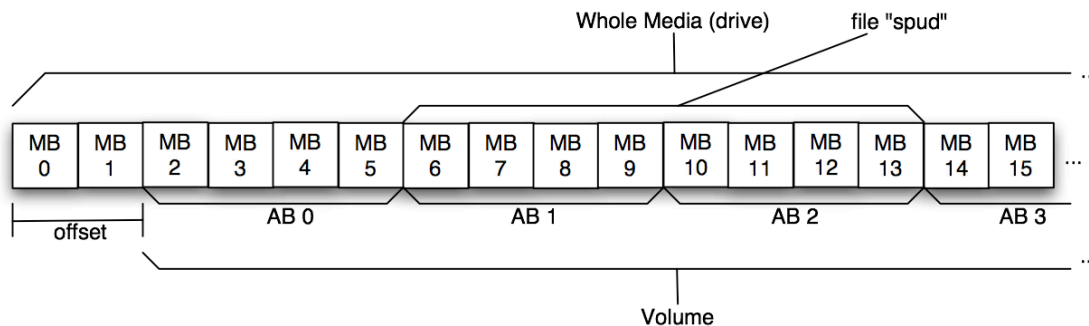 Whole Media (drive)
file "spud"
...
MB 0
MB 1
MB 2
MB 3
MB 4
MB 5
MB 6
MB 7
MB 8
MB 9
MB 10
MB 11
MB 12
MB 13
MB 14
MB 15
...
AB 0
AB 1
AB 2
AB 3
offset
...
Volume